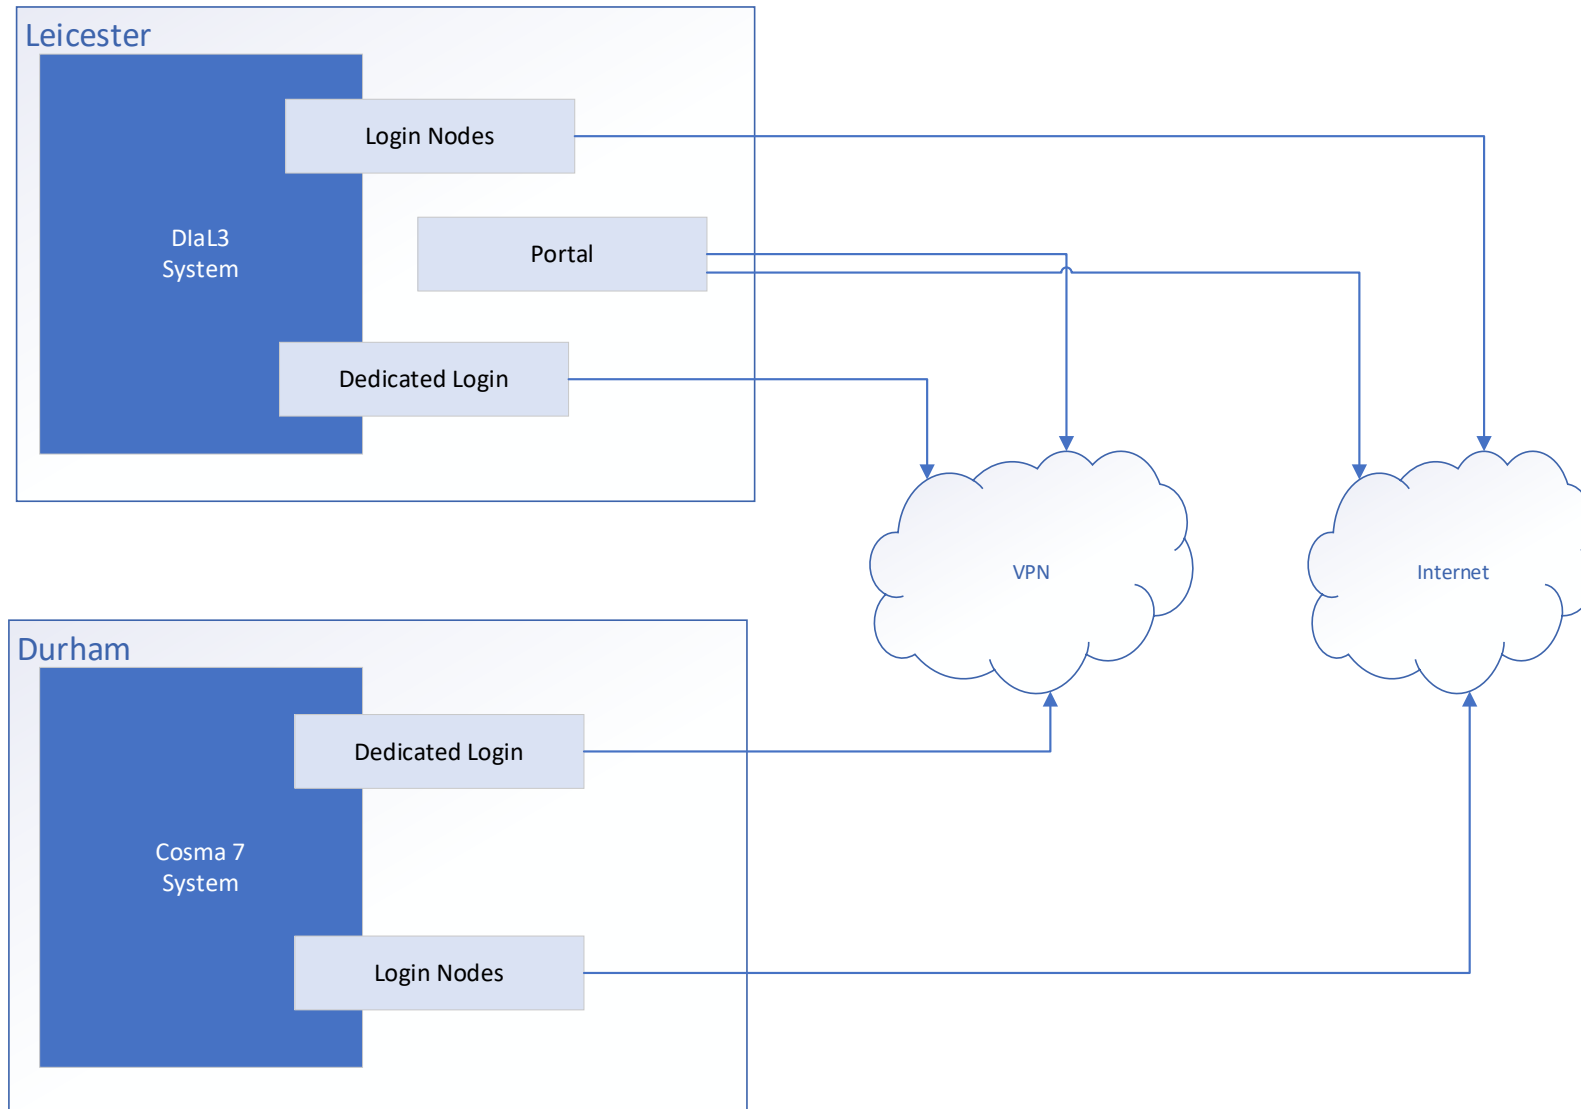 Leicester
Login Nodes
DIaL3
System
Portal
Dedicated Login
VPN
Internet
Durham
Dedicated Login
Cosma 7
System
Login Nodes